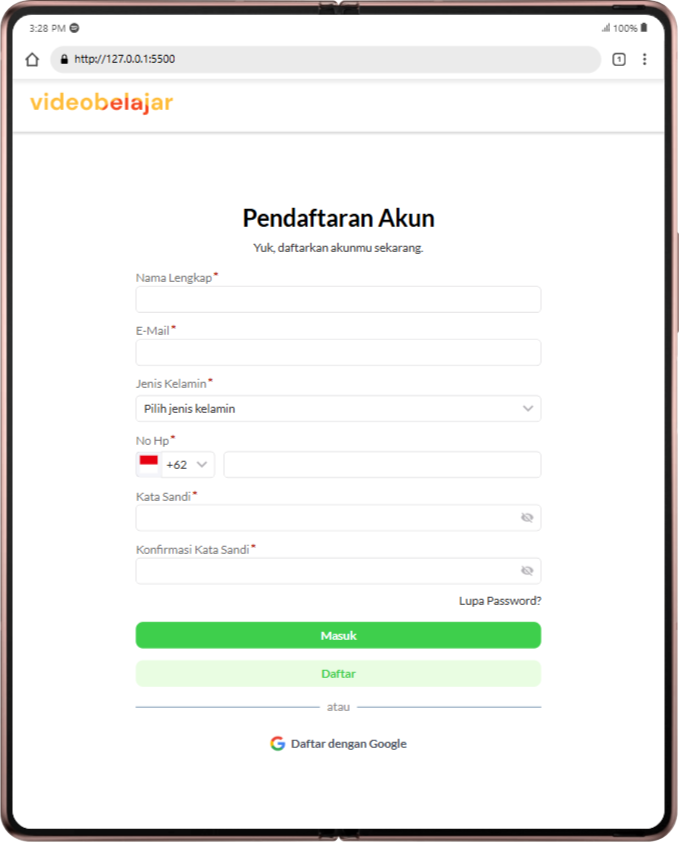 3:28 PM
100%
http://127.0.0.1:5500
1
videobelajar
Pendaftaran Akun
Yuk, daftarkan akunmu sekarang.
Nama Lengkap*
E-Mail*
Jenis Kelamin*
Pilih jenis kelamin
No Hp*
+62
Kata Sandi*
Konfirmasi Kata Sandi*
Lupa Password?
Masuk
Daftar
atau
Daftar dengan Google